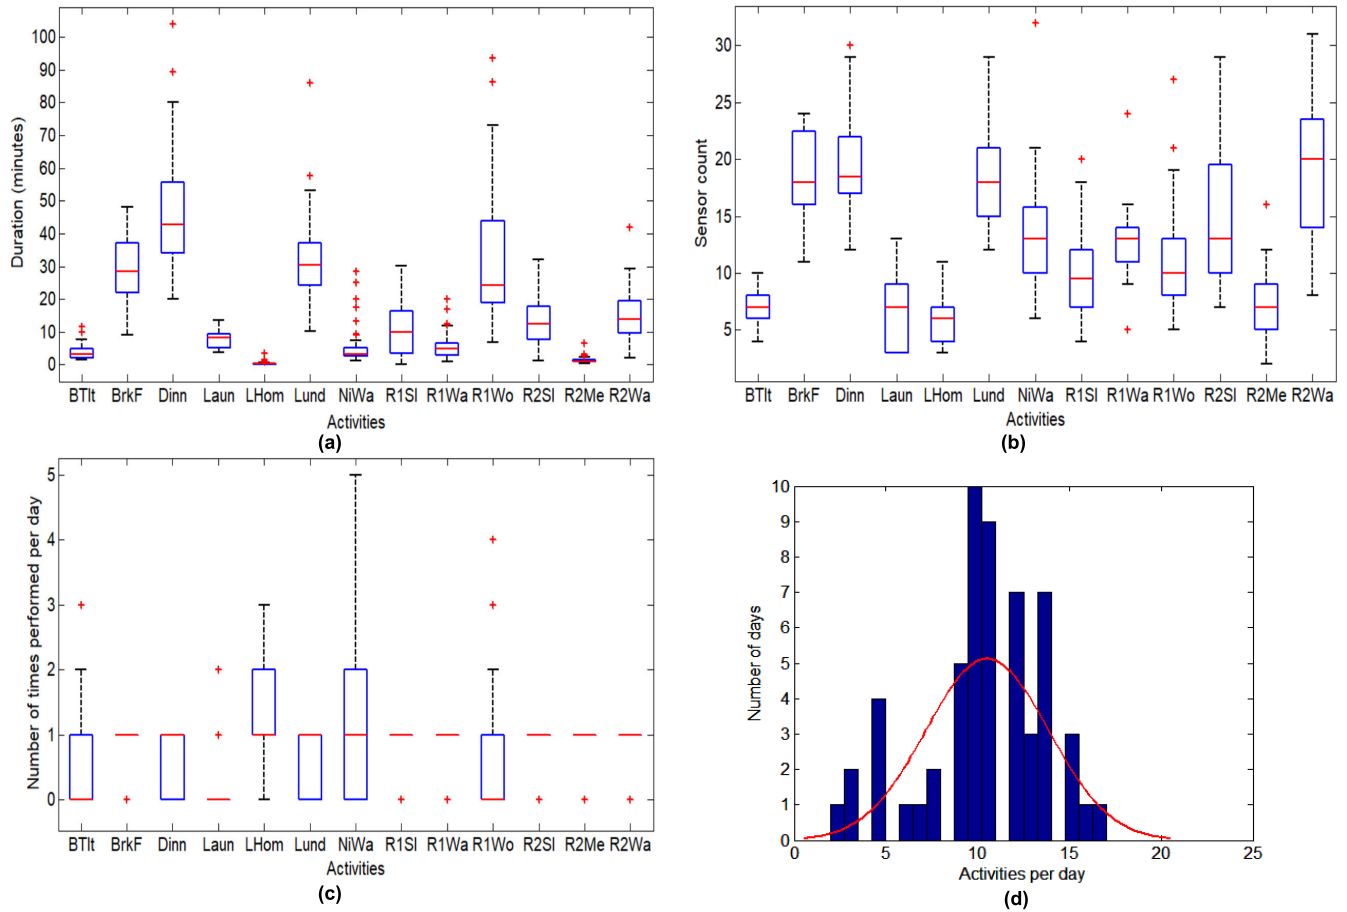 100
90
80
70
60
50
40
30
20
10
0
Duration (minutes)
BTlt BrkF Dinn Laun LHom Lund NiWa R1Sl R1Wa R1Wo R2Sl R2Me R2Wa
Activities
(a)
30
25
20
15
10
5
Sensor count
BTlt BrkF Dinn Laun LHom Lund NiWa R1Sl R1Wa R1Wo R2Sl R2Me R2Wa
Activities
(b)
5
4
3
2
1
0
Number of times performed per day
BTlt BrkF Dinn Laun LHom Lund NiWa R1Sl R1Wa R1Wo R2Sl R2Me R2Wa
Activities
(c)
10
9
8
7
6
5
4
3
2
1
0
Number of days
0 5 10 15 20 25
Activities per day
(d)